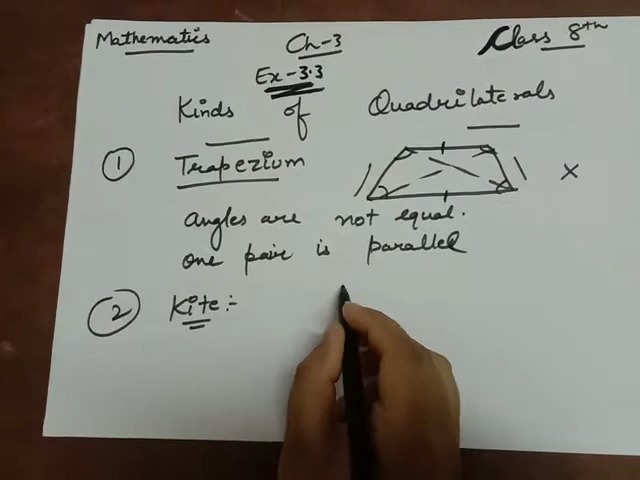 Mathematics Ch-3 Class 8th
Ex-3.3
Kinds of Quadrilaterals
① Trapezium ×
angles are not equal.
one pair is parallel
② Kite:-